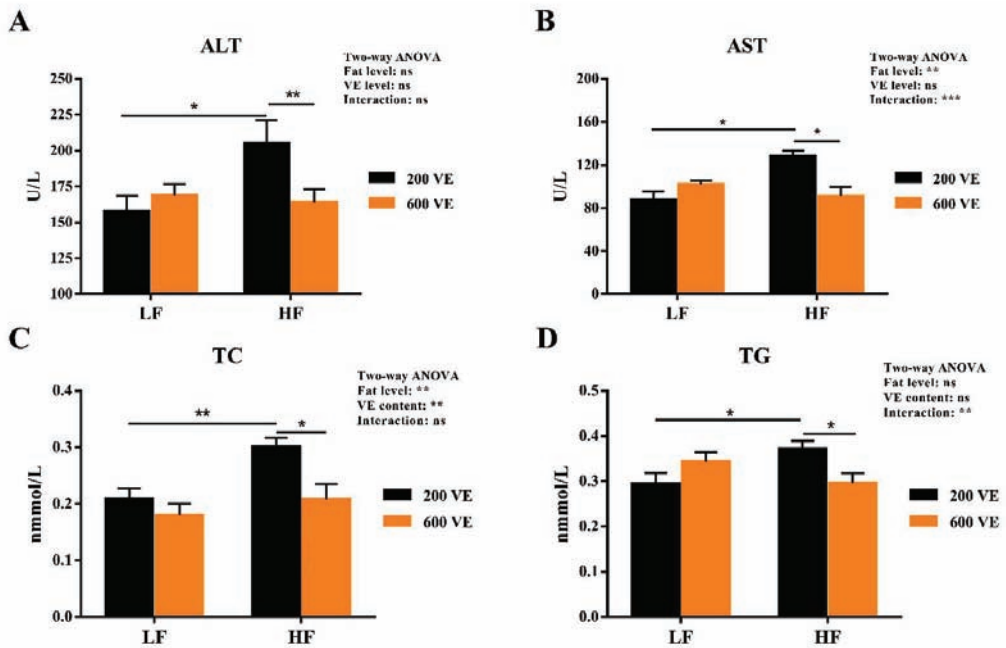 A
ALT
Two-way ANOVA
Fat level: ns
VE level: ns
Interaction: ns
250
225
200
175
150
125
100
U/L
*
**
LF
HF
200 VE
600 VE
B
AST
Two-way ANOVA
Fat level: **
VE level: ns
Interaction: ***
200
160
120
80
40
0
U/L
*
*
LF
HF
200 VE
600 VE
C
TC
Two-way ANOVA
Fat level: **
VE content: **
Interaction: ns
0.4
0.3
0.2
0.1
0.0
nmmol/L
**
*
LF
HF
200 VE
600 VE
D
TG
Two-way ANOVA
Fat level: ns
VE content: ns
Interaction: **
0.5
0.4
0.3
0.2
0.1
0.0
nmmol/L
*
*
LF
HF
200 VE
600 VE